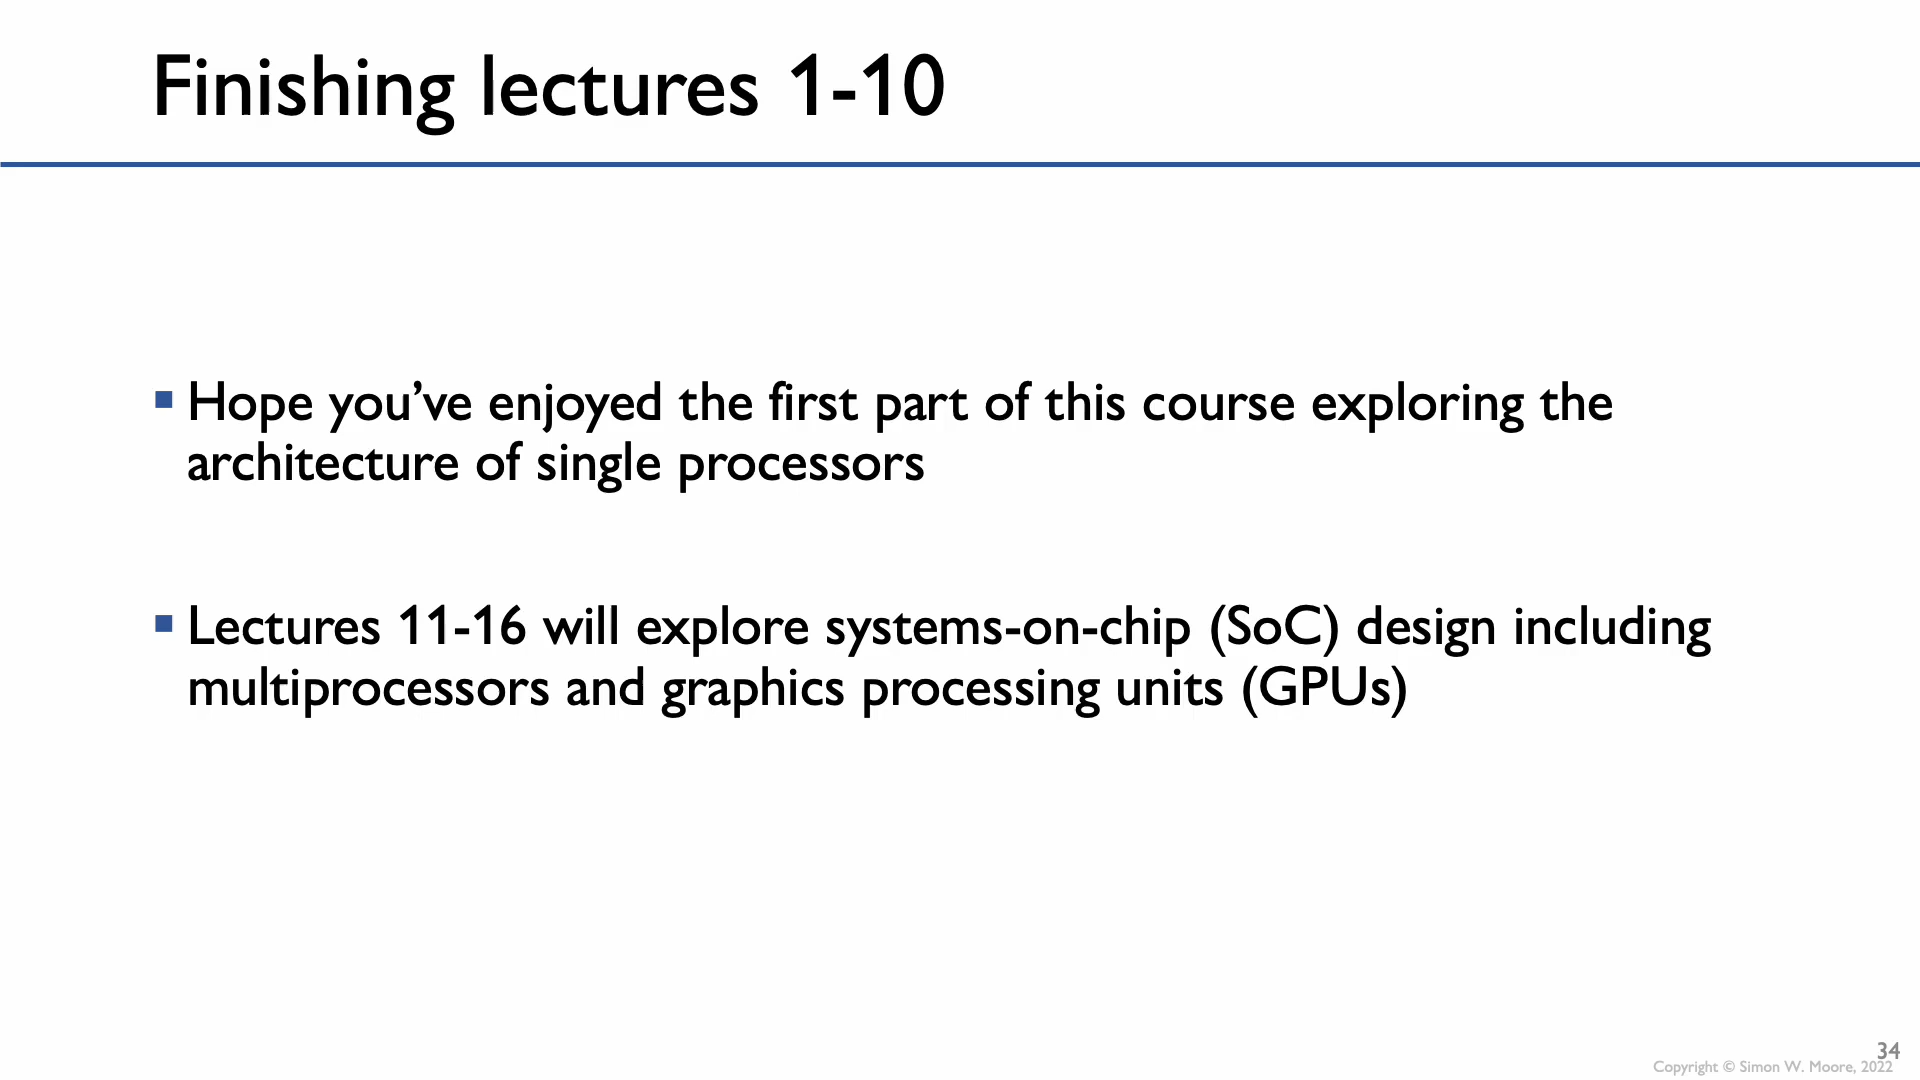 Finishing lectures 1-10
▪ Hope you’ve enjoyed the first part of this course exploring the
architecture of single processors
▪ Lectures 11-16 will explore systems-on-chip (SoC) design including
multiprocessors and graphics processing units (GPUs)
34
Copyright © Simon W. Moore, 2022